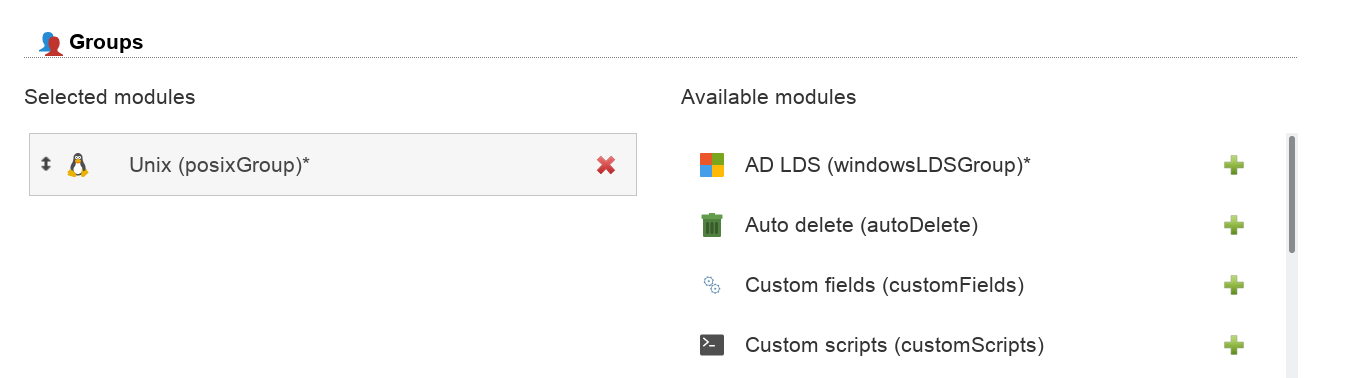 Groups
Selected modules
Available modules
Unix (posixGroup)*
AD LDS (windowsLDSGroup)*
Auto delete (autoDelete)
Custom fields (customFields)
Custom scripts (customScripts)